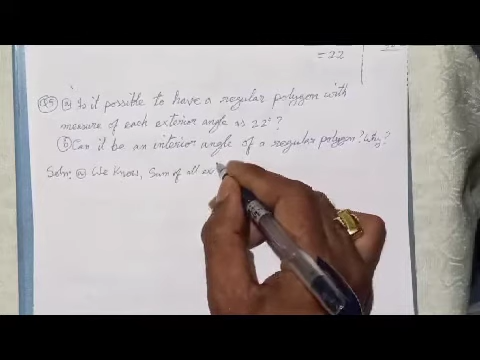 = 22
Q5 a) Is it possible to have a regular polygon with
measure of each exterior angle as 22°?
b) Can it be an interior angle of a regular polygon? Why?
Soln: a) We Know, Sum of all ex